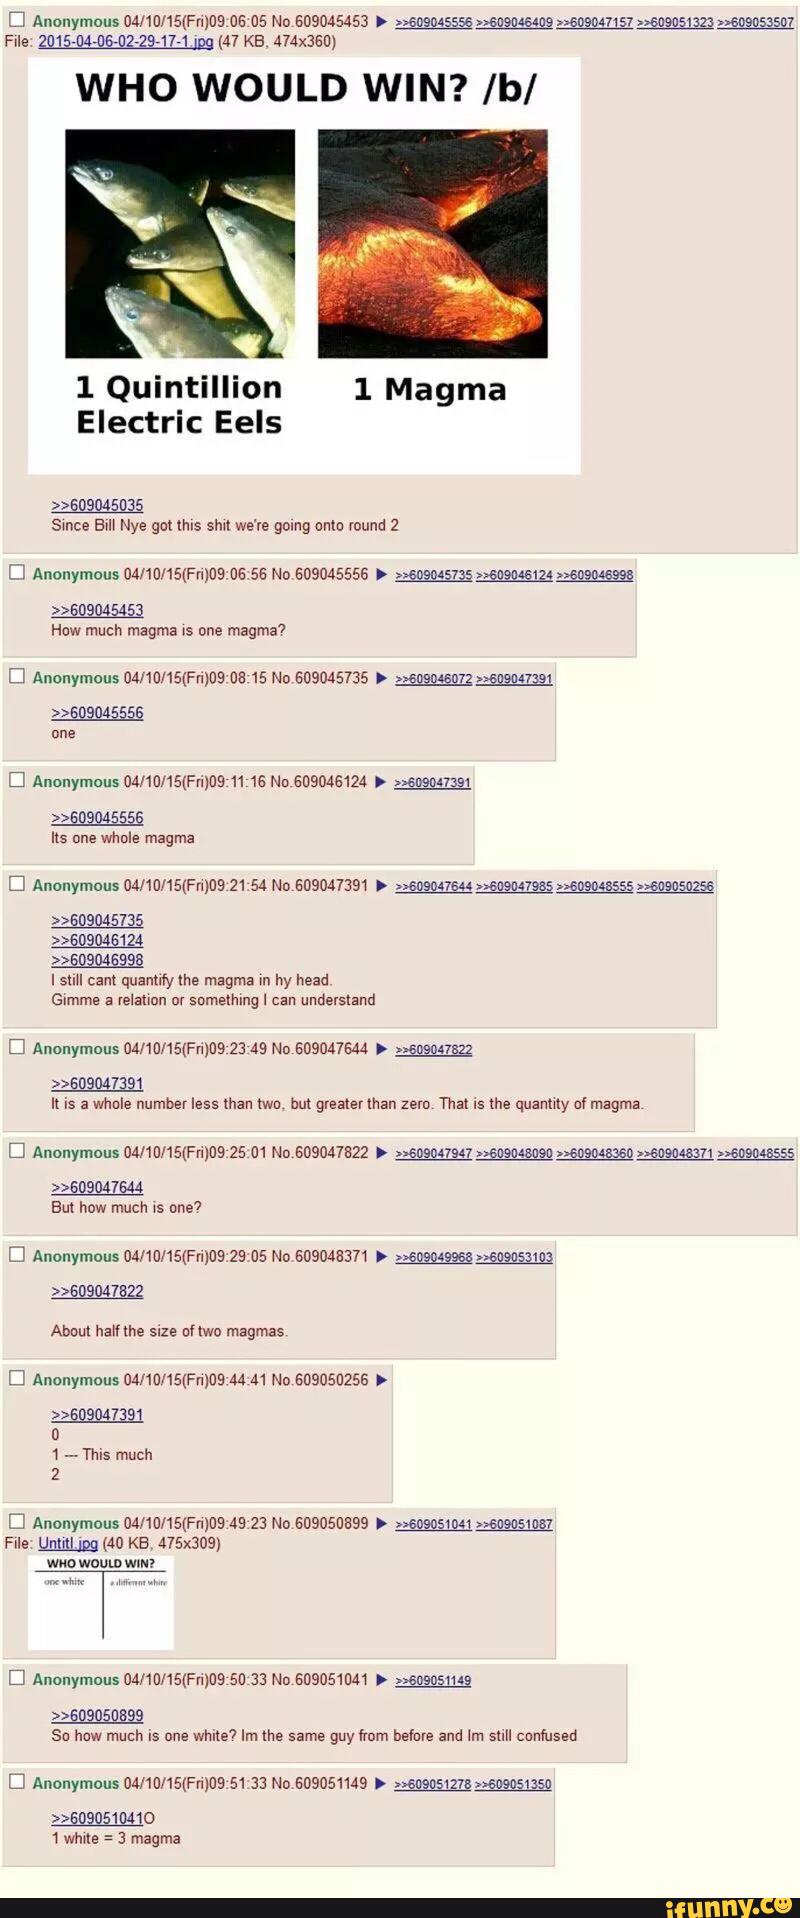 Anonymous 04/10/15(Fri)09:06:05 No.609045453 ▶ >>609045556 >>609046409 >>609047157 >>609051323 >>609053507
File: 2015-04-06-02-29-17-1.jpg (47 KB, 474x360)
WHO WOULD WIN? /b/
1 Quintillion
Electric Eels
1 Magma
>>609045035
Since Bill Nye got this shit we're going onto round 2
Anonymous 04/10/15(Fri)09:06:56 No.609045556 ▶ >>609045735 >>609046124 >>609046998
>>609045453
How much magma is one magma?
Anonymous 04/10/15(Fri)09:08:15 No.609045735 ▶ >>609046072 >>609047391
>>609045556
one
Anonymous 04/10/15(Fri)09:11:16 No.609046124 ▶ >>609047391
>>609045556
Its one whole magma
Anonymous 04/10/15(Fri)09:21:54 No.609047391 ▶ >>609047644 >>609047985 >>609048555 >>609050256
>>609045735
>>609046124
>>609046998
I still cant quantify the magma in hy head.
Gimme a relation or something I can understand
Anonymous 04/10/15(Fri)09:23:49 No.609047644 ▶ >>609047822
>>609047391
It is a whole number less than two, but greater than zero. That is the quantity of magma.
Anonymous 04/10/15(Fri)09:25:01 No.609047822 ▶ >>609047947 >>609048090 >>609048360 >>609048371 >>609048555
>>609047644
But how much is one?
Anonymous 04/10/15(Fri)09:29:05 No.609048371 ▶ >>609049968 >>609053103
>>609047822
About half the size of two magmas.
Anonymous 04/10/15(Fri)09:44:41 No.609050256 ▶
>>609047391
0
1 --- This much
2
Anonymous 04/10/15(Fri)09:49:23 No.609050899 ▶ >>609051041 >>609051087
File: Untitl.jpg (40 KB, 475x309)
WHO WOULD WIN?
one white
a different white
Anonymous 04/10/15(Fri)09:50:33 No.609051041 ▶ >>609051149
>>609050899
So how much is one white? Im the same guy from before and Im still confused
Anonymous 04/10/15(Fri)09:51:33 No.609051149 ▶ >>609051278 >>609051350
>>609051041O
1 white = 3 magma
ifunny.co